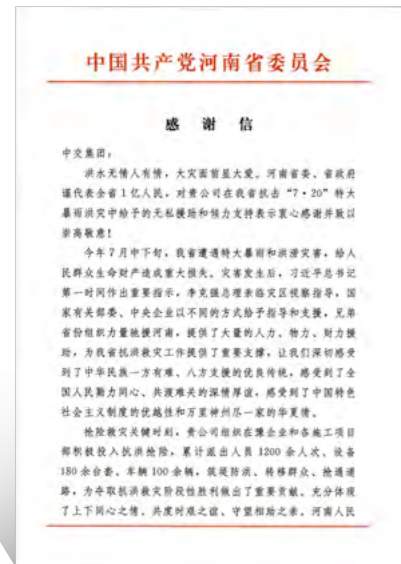 中国共产党河南省委员会
感 谢 信
中交集团：
洪水无情人有情，大灾面前显大爱。河南省委、省政府
谨代表全省1亿人民，对贵公司在我省抗击“7·20”特大
暴雨洪灾中给予的无私援助和倾力支持表示衷心感谢并致以
崇高敬意！
今年7月中下旬，我省遭遇特大暴雨和洪涝灾害，给人
民群众生命财产造成重大损失。灾害发生后，习近平总书记
第一时间作出重要指示，李克强总理亲临灾区视察指导，国
家有关部委、中央企业以不同的方式给予指导和支援，兄弟
省份组织力量驰援河南，提供了大量的人力、物力、财力援
助，为我省抗洪救灾工作提供了重要支撑，让我们深切感受
到了中华民族一方有难、八方支援的优良传统，感受到了全
国人民勠力同心、共渡难关的深情厚谊，感受到了中国特色
社会主义制度的优越性和万里神州尽一家的华夏情。
抢险救灾关键时刻，贵公司组织在豫企业和各施工项目
部积极投入抗洪抢险，累计派出人员1200余人次、设备
180余台套、车辆100余辆，筑堤防洪、转移群众、抢通道
路，为夺取抗洪救灾阶段性胜利做出了重要贡献。充分体现
了上下同心之情、共度时艰之谊、守望相助之亲。河南人民